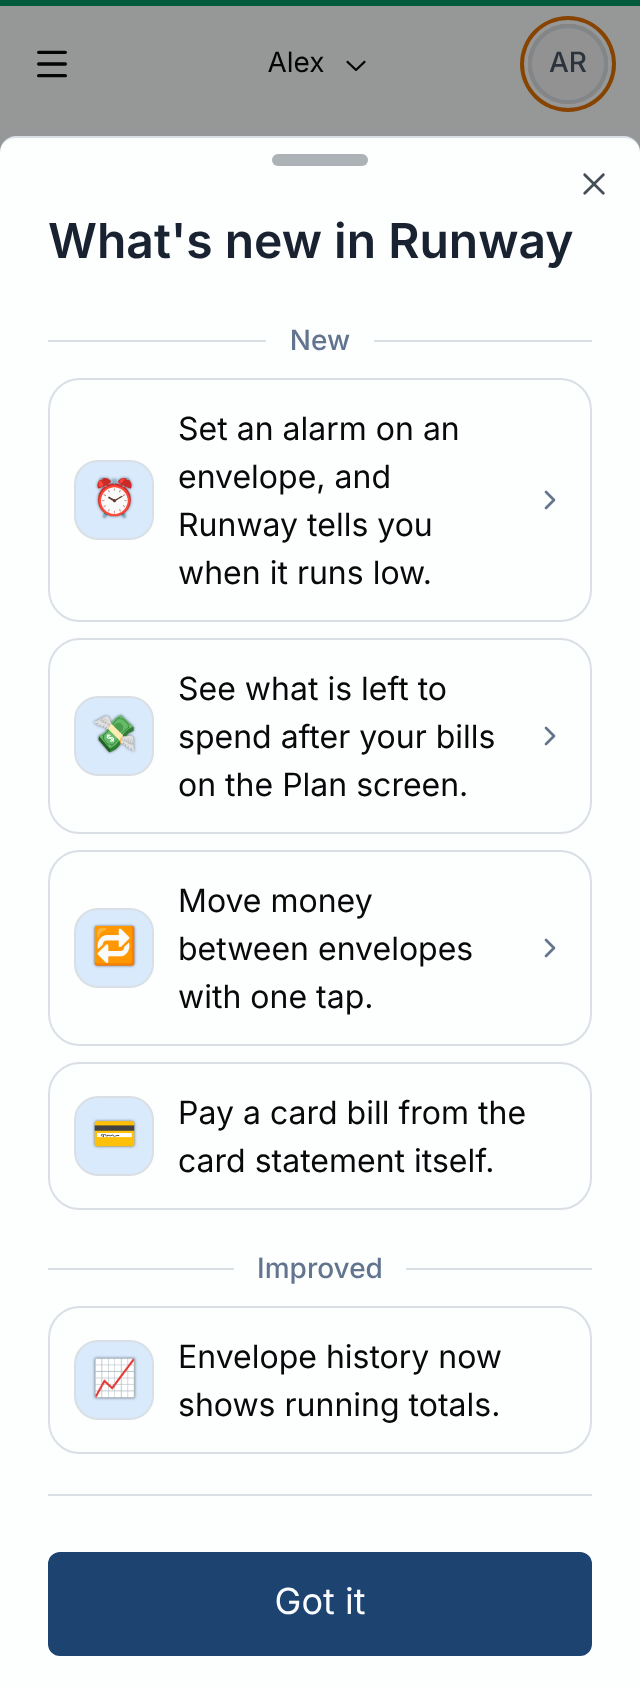 Alex
AR
What's new in Runway
New
Set an alarm on an
envelope, and
Runway tells you
when it runs low.
See what is left to
spend after your bills
on the Plan screen.
Move money
between envelopes
with one tap.
Pay a card bill from the
card statement itself.
Improved
Envelope history now
shows running totals.
Got it